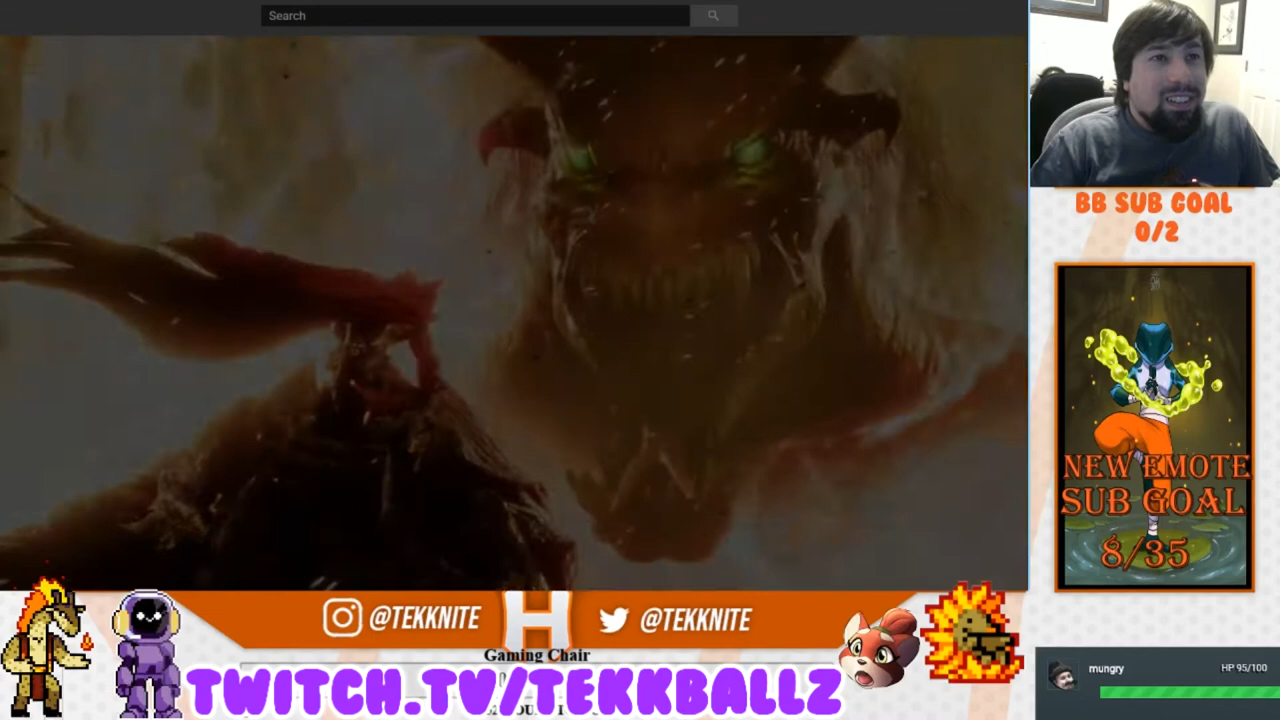 Search
BB SUB GOAL
0/2
NEW EMOTE
SUB GOAL
8/35
@TEKKNITE
@TEKKNITE
Gaming Chair
TWITCH.TV/TEKKBALLZ
mungry
HP 95/100